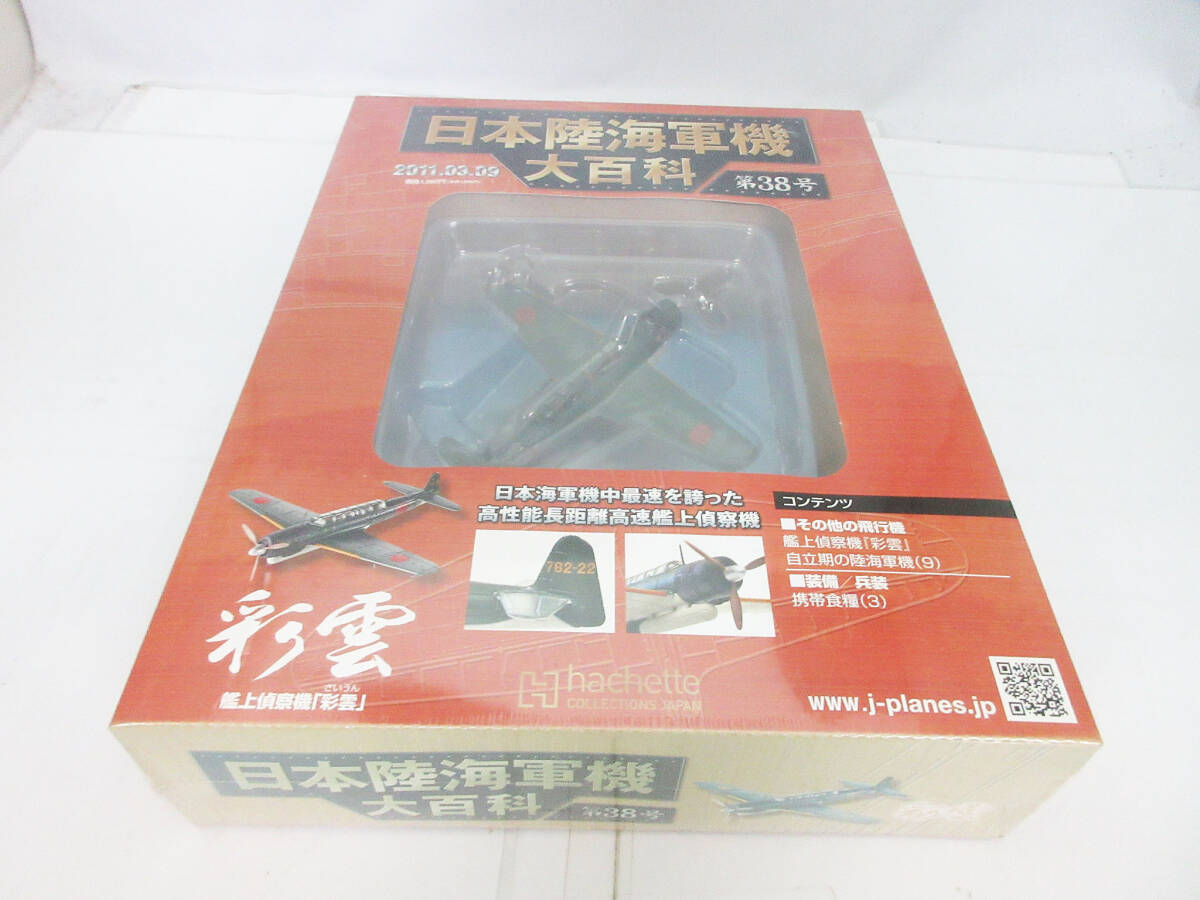 日本陸海軍機
大百科
第38号
2011.03.09
日本海軍機中最速を誇った
高性能長距離高速艦上偵察機
762-22
コンテンツ
■その他の飛行機
艦上偵察機『彩雲』
自立期の陸海軍機(9)
■装備／兵装
携帯食糧(3)
彩雲
さいうん
艦上偵察機「彩雲」
hachette
COLLECTIONS JAPAN
www.j-planes.jp
日本陸海軍機
大百科
第38号